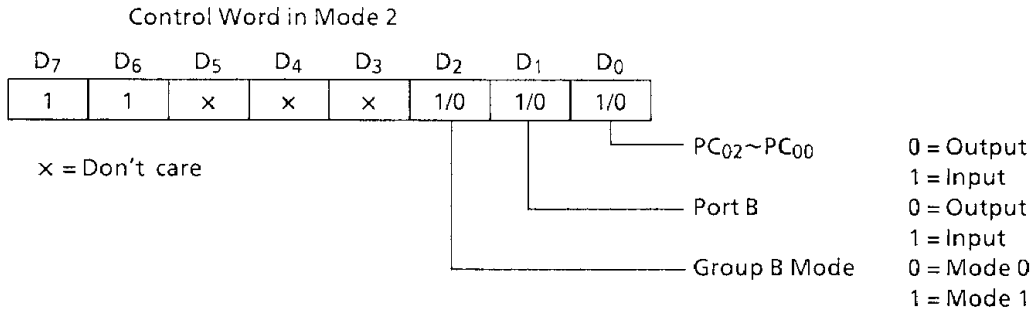 Control Word in Mode 2
D7 D6 D5 D4 D3 D2 D1 D0
1 1 × × × 1/0 1/0 1/0
PC02~PC00 0 = Output
× = Don't care
1 = Input
Port B 0 = Output
1 = Input
Group B Mode 0 = Mode 0
1 = Mode 1